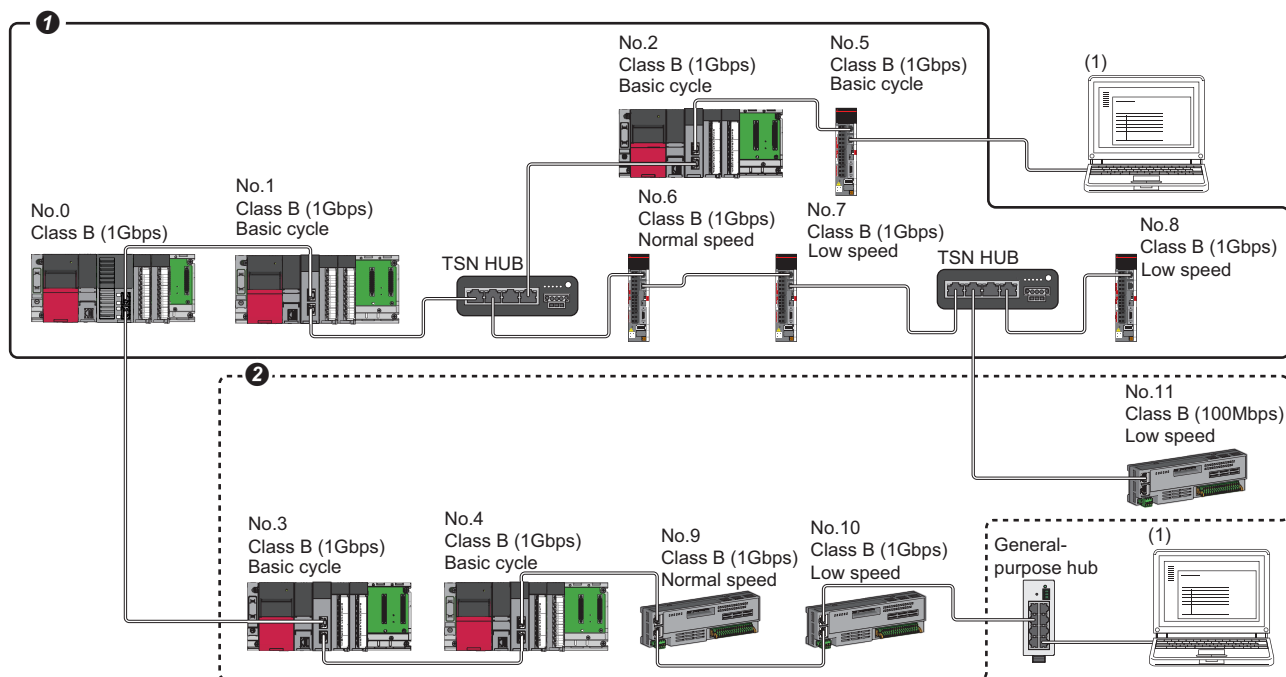 1
No.2
Class B (1Gbps)
Basic cycle
No.5
Class B (1Gbps)
Basic cycle
(1)
No.0
Class B (1Gbps)
No.1
Class B (1Gbps)
Basic cycle
TSN HUB
No.6
Class B (1Gbps)
Normal speed
No.7
Class B (1Gbps)
Low speed
TSN HUB
No.8
Class B (1Gbps)
Low speed
2
No.11
Class B (100Mbps)
Low speed
No.3
Class B (1Gbps)
Basic cycle
No.4
Class B (1Gbps)
Basic cycle
No.9
Class B (1Gbps)
Normal speed
No.10
Class B (1Gbps)
Low speed
General-
purpose hub
(1)